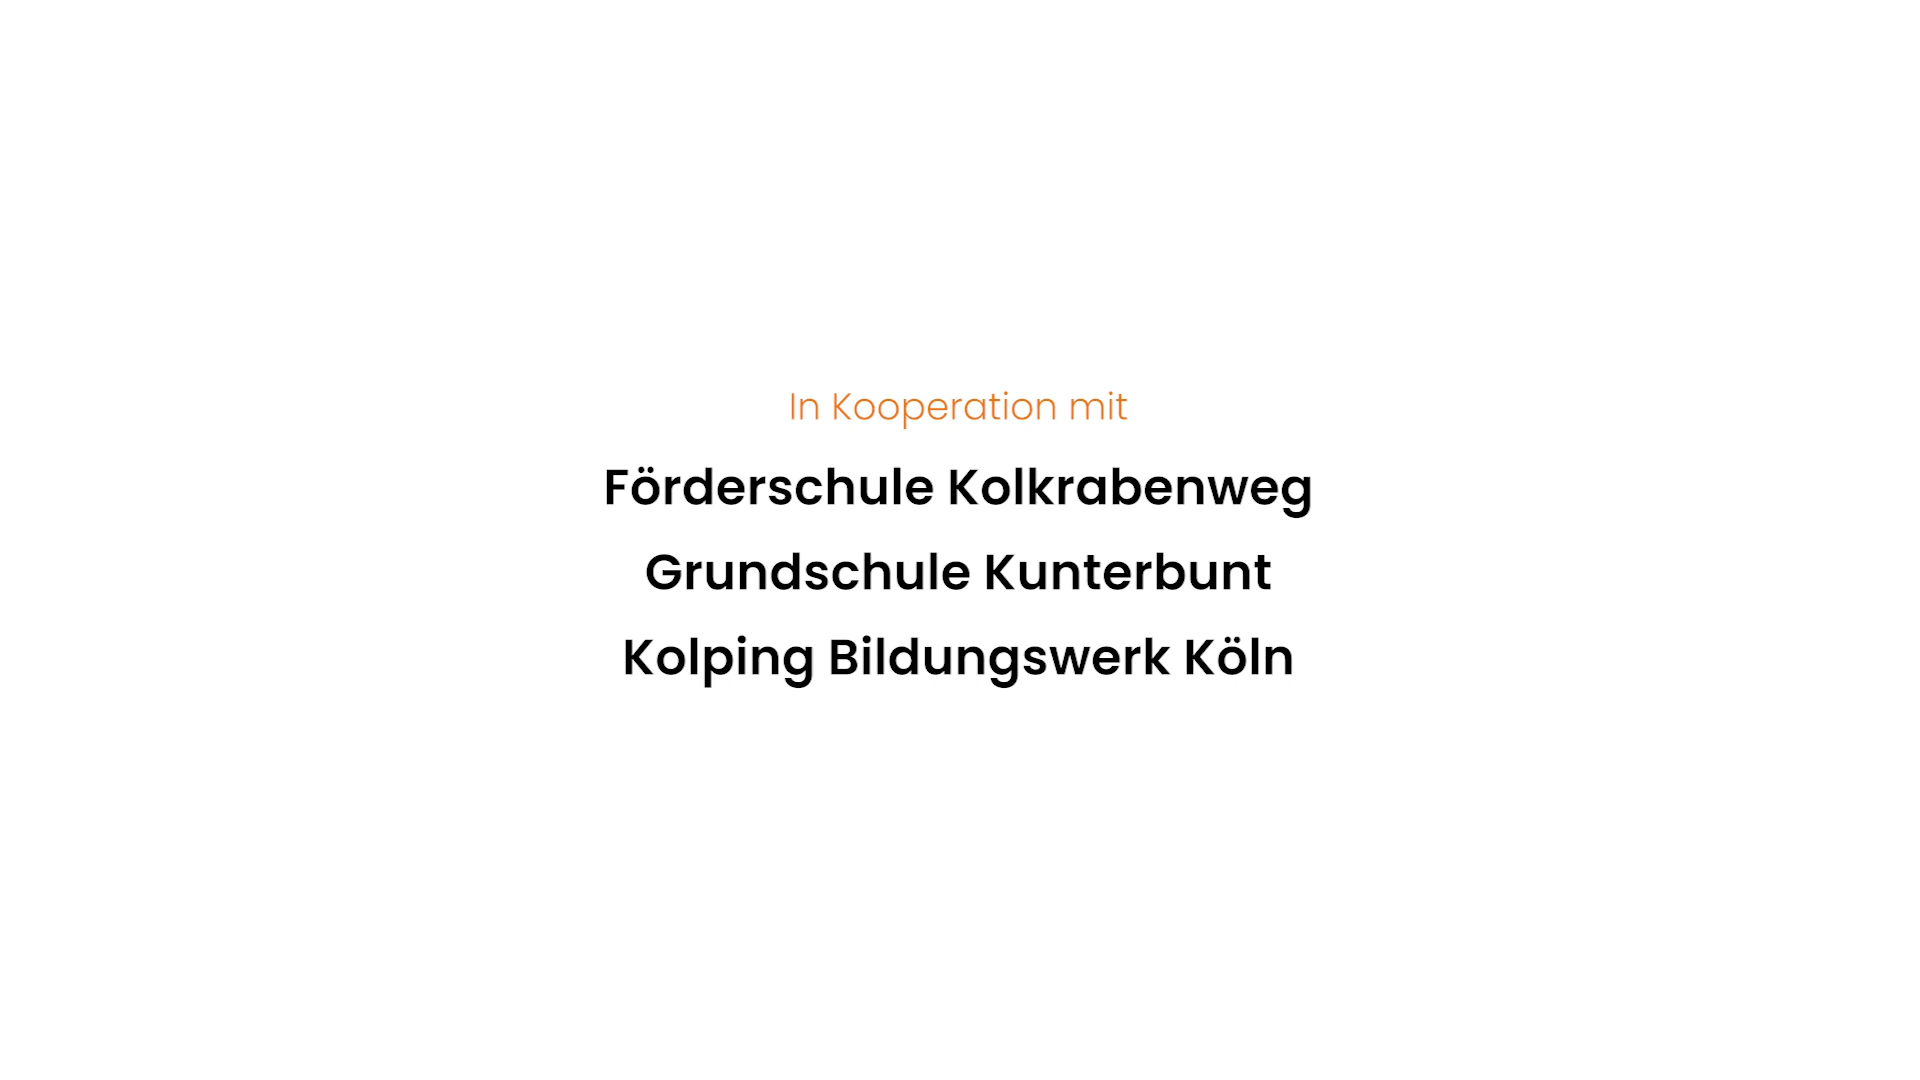 In Kooperation mit
Förderschule Kolkrabenweg
Grundschule Kunterbunt
Kolping Bildungswerk Köln